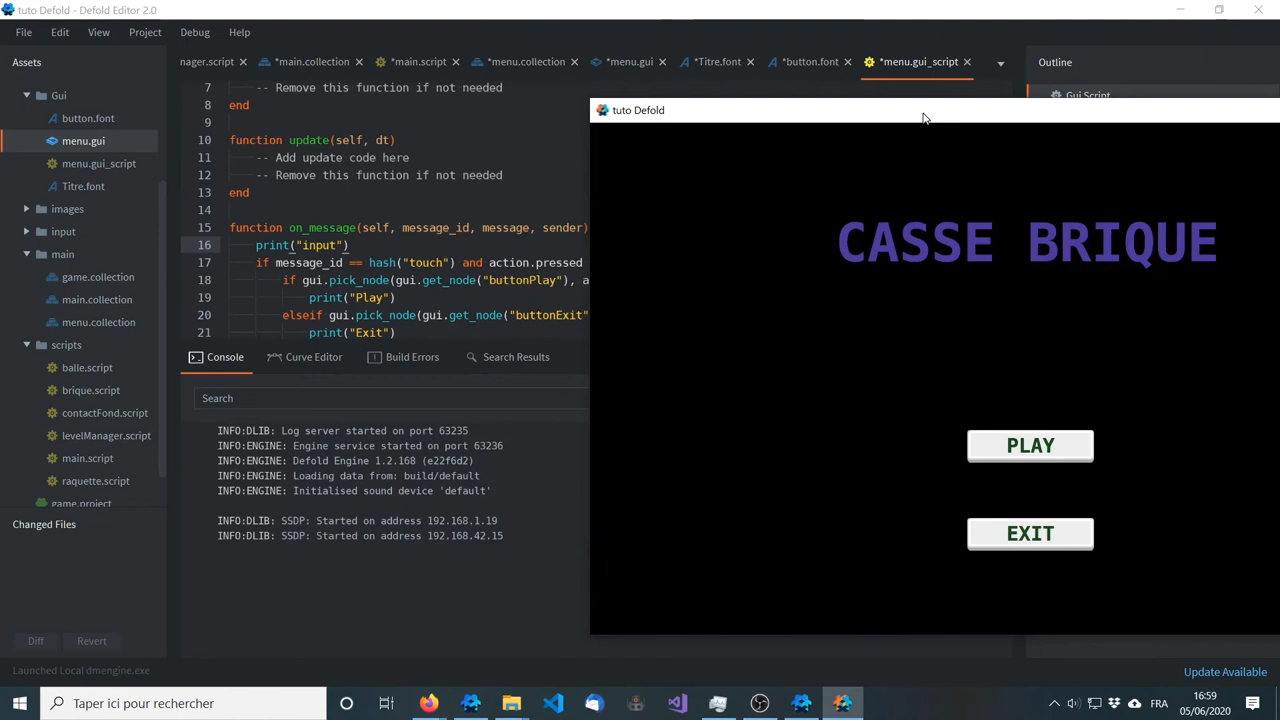 tuto Defold - Defold Editor 2.0
File Edit View Project Debug Help
Assets
Gui
button.font
menu.gui
menu.gui_script
Titre.font
images
input
main
game.collection
main.collection
menu.collection
scripts
balle.script
brique.script
contactFond.script
levelManager.script
main.script
raquette.script
game.project
Changed Files
Diff Revert
Launched Local dmengine.exe
nager.script *main.collection *main.script *menu.collection *menu.gui *Titre.font *button.font *menu.gui_script
7 -- Remove this function if not needed
8 end
9
10 function update(self, dt)
11 -- Add update code here
12 -- Remove this function if not needed
13 end
14
15 function on_message(self, message_id, message, sender)
16 print("input")
17 if message_id == hash("touch") and action.pressed
18 if gui.pick_node(gui.get_node("buttonPlay"), a
19 print("Play")
20 elseif gui.pick_node(gui.get_node("buttonExit"
21 print("Exit")
Console Curve Editor Build Errors Search Results
Search
INFO:DLIB: Log server started on port 63235
INFO:ENGINE: Engine service started on port 63236
INFO:ENGINE: Defold Engine 1.2.168 (e22f6d2)
INFO:ENGINE: Loading data from: build/default
INFO:ENGINE: Initialised sound device 'default'
INFO:DLIB: SSDP: Started on address 192.168.1.19
INFO:DLIB: SSDP: Started on address 192.168.42.15
Outline
Gui Script
tuto Defold
CASSE BRIQUE
PLAY
EXIT
Update Available
Taper ici pour rechercher
FRA
16:59
05/06/2020